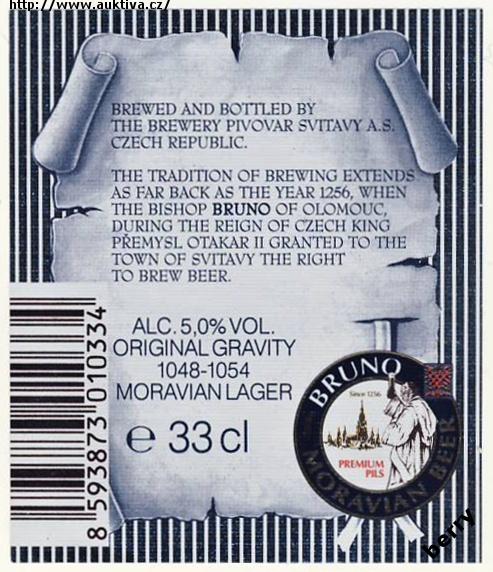 http://www.auktiva.cz/
BREWED AND BOTTLED BY
THE BREWERY PIVOVAR SVITAVY A.S.
CZECH REPUBLIC.
THE TRADITION OF BREWING EXTENDS
AS FAR BACK AS THE YEAR 1256, WHEN
THE BISHOP BRUNO OF OLOMOUC,
DURING THE REIGN OF CZECH KING
PŘEMYSL OTAKAR II GRANTED TO THE
TOWN OF SVITAVY THE RIGHT
TO BREW BEER.
ALC. 5,0% VOL.
ORIGINAL GRAVITY
1048-1054
MORAVIAN LAGER
e 33 cl
8 593873 010334
BRUNO
Since 1256
PREMIUM
PILS
MORAVIAN BEER
berry